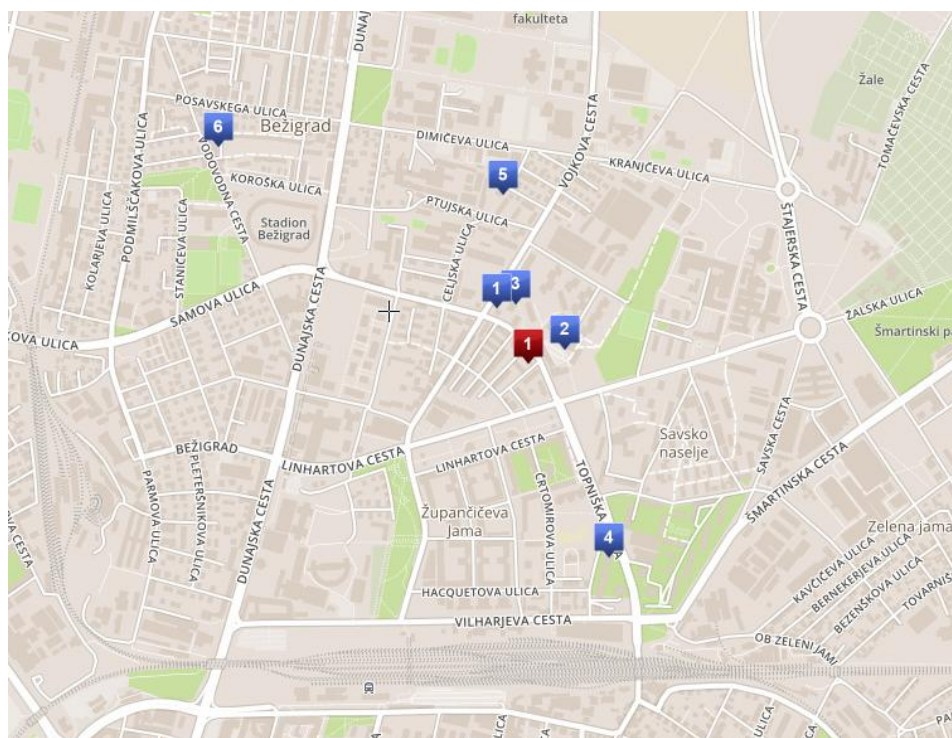 fakulteta
DUNAJ
Žale
POSAVSKEGA ULICA
6
Bežigrad
TOMAČEVSKA CESTA
VOJKOVA CESTA
DIMIČEVA ULICA
KRANJČEVA ULICA
PODMILŠČAKOVA ULICA
VODOVODNA CESTA
KOROŠKA ULICA
5
PTUJSKA ULICA
KOLARJEVA ULICA
STANIČEVA ULICA
Stadion
Bežigrad
CELJSKA ULICA
ŠTAJERSKA CESTA
1
3
SAMOVA ULICA
ŽALSKA ULICA
KOVA ULICA
DUNAJSKA CESTA
2
1
Šmartinski pa
BEŽIGRAD
LINHARTOVA CESTA
LINHARTOVA CESTA
Savsko
naselje
SAVSKA CESTA
ŠMARTINSKA CESTA
PARMOVA ULICA
PLETERŠNIKOVA ULICA
DUNAJSKA CESTA
Župančičeva
Jama
ČRTOMIROVA ULICA
TOPNIŠKA
4
A
Zelena jama
OVA CESTA
KAVČIČEVA ULICA
BERNEKERJEVA ULICA
BEZENŠKOVA ULICA
TOVARNIŠ
HACQUETOVA ULICA
VILHARJEVA CESTA
OB ZELENI JAMI